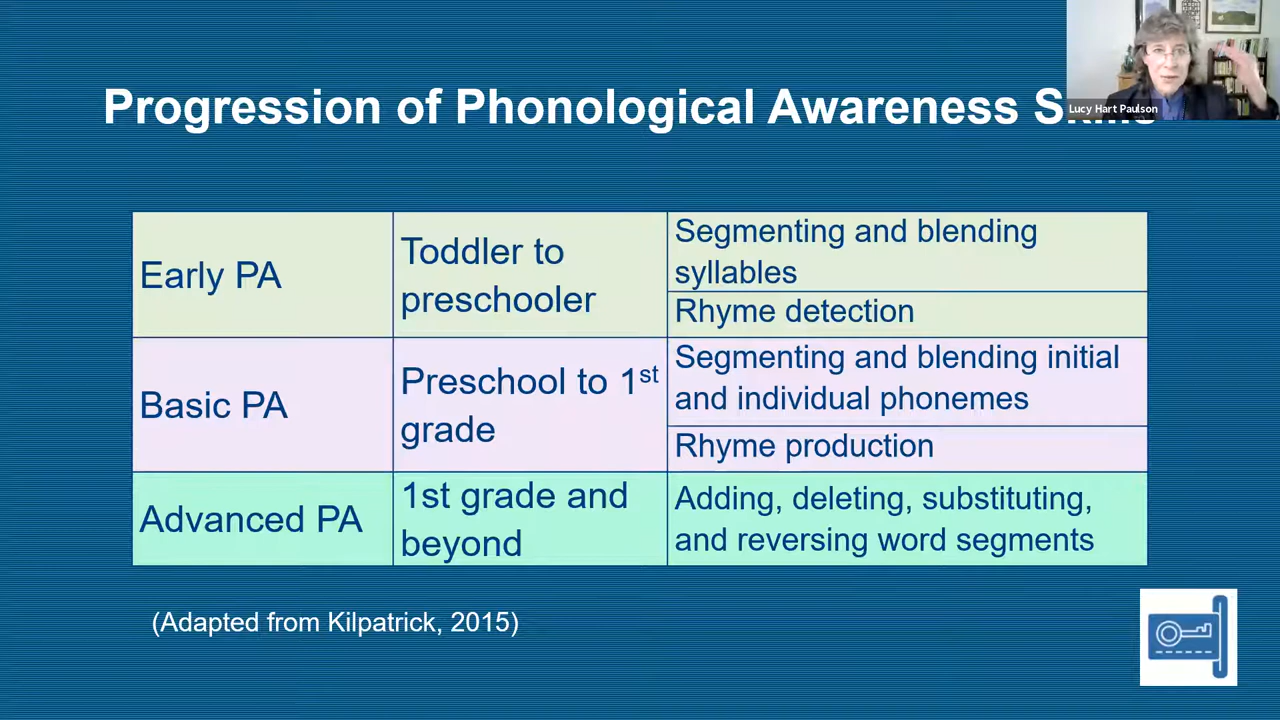 Progression of Phonological Awareness
Lucy Hart Paulson
Early PA
Toddler to
preschooler
Segmenting and blending
syllables
Rhyme detection
Basic PA
Preschool to 1st
grade
Segmenting and blending initial
and individual phonemes
Rhyme production
Advanced PA
1st grade and
beyond
Adding, deleting, substituting,
and reversing word segments
(Adapted from Kilpatrick, 2015)